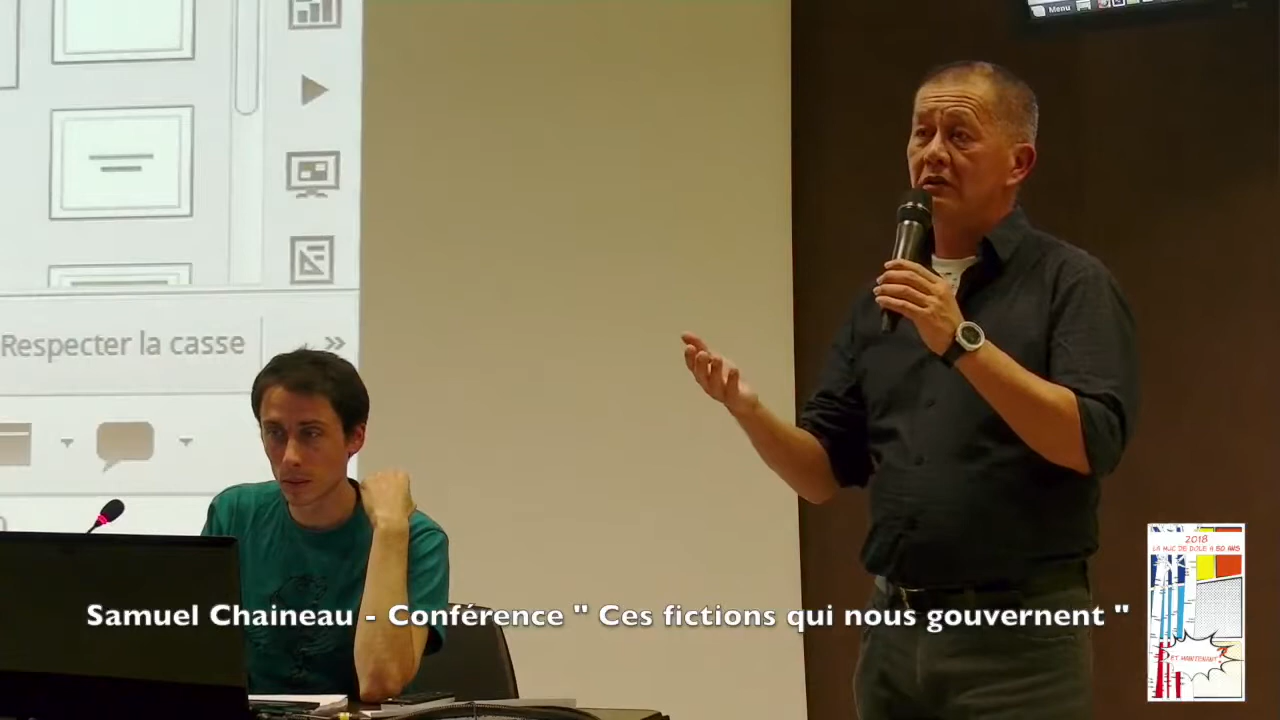 Menu
Respecter la casse
Samuel Chaineau - Conférence " Ces fictions qui nous gouvernent "
2018
LA MJC DE DOLE A 50 ANS
ET MAINTENANT ?